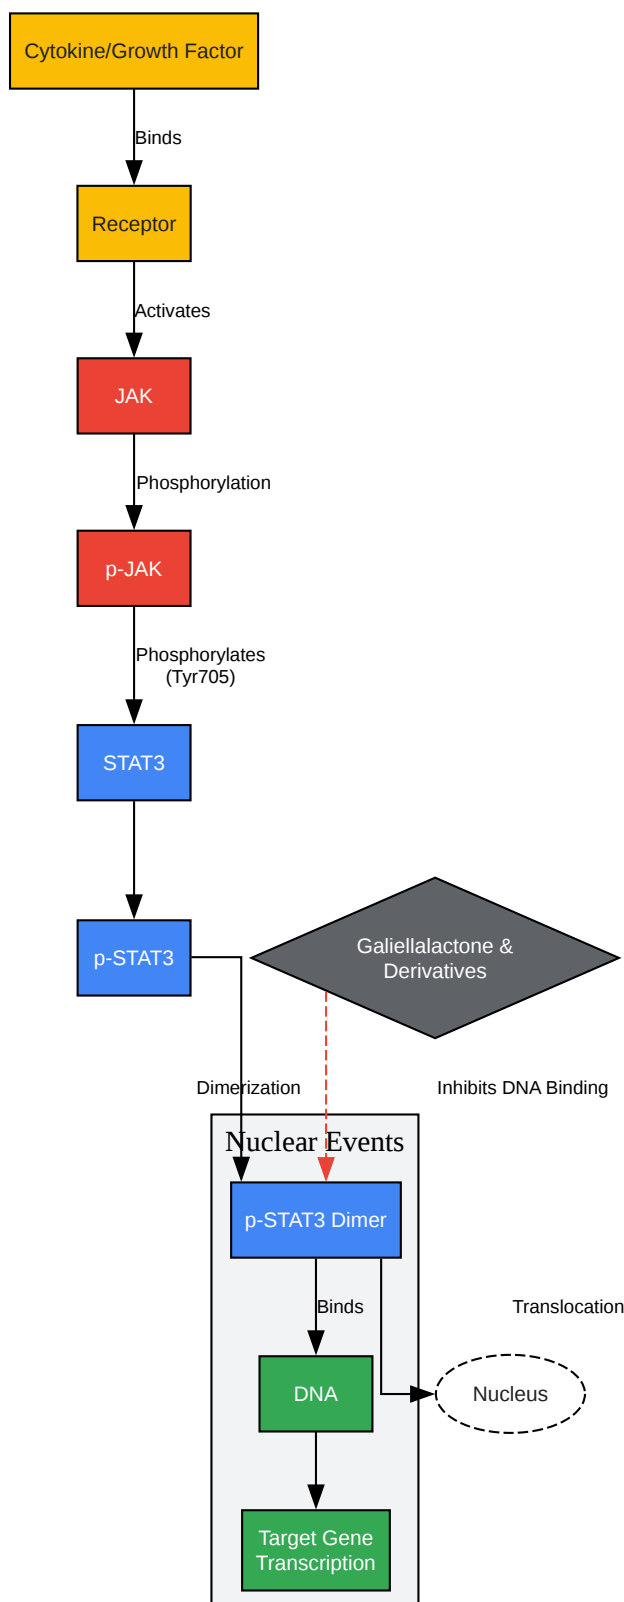 Cytokine/Growth Factor
Binds
Receptor
Activates
JAK
Phosphorylation
p-JAK
Phosphorylates
(Tyr705)
STAT3
p-STAT3
Galiellalactone &
Derivatives
Dimerization
Inhibits DNA Binding
Nuclear Events
p-STAT3 Dimer
Binds
Translocation
DNA
Nucleus
Target Gene
Transcription